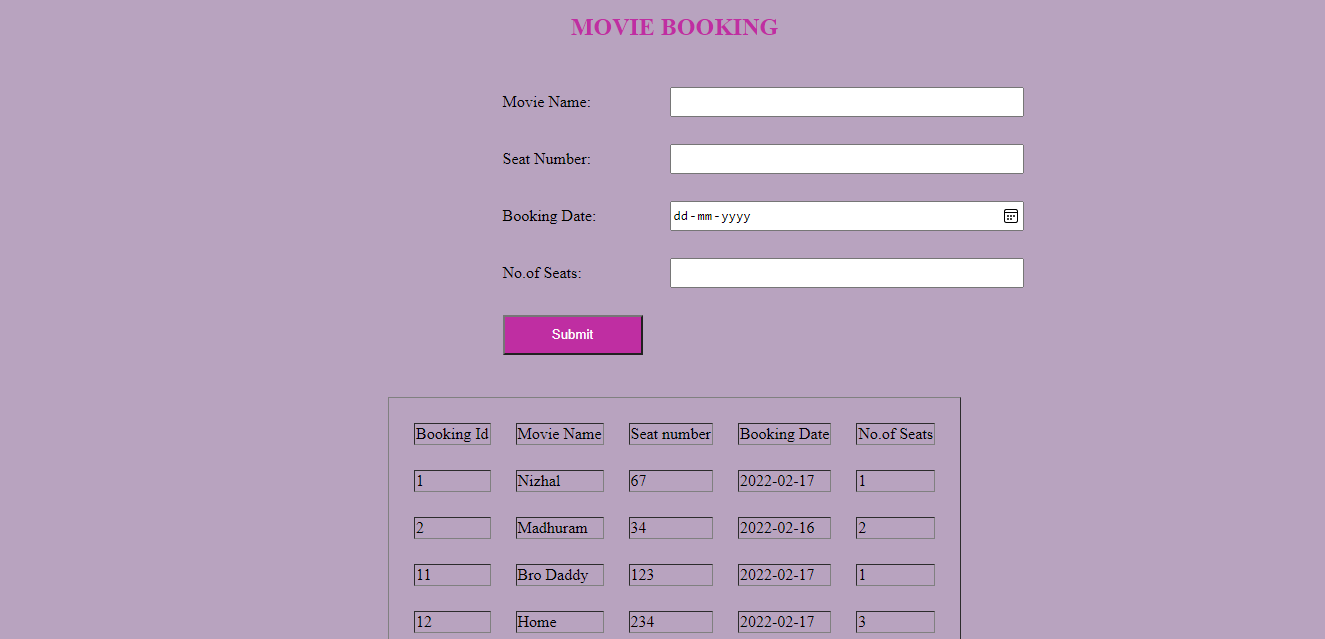 MOVIE BOOKING
Movie Name:
Seat Number:
Booking Date: dd-mm-yyyy
No.of Seats:
Submit
Booking Id Movie Name Seat number Booking Date No.of Seats
1 Nizhal 67 2022-02-17 1
2 Madhuram 34 2022-02-16 2
11 Bro Daddy 123 2022-02-17 1
12 Home 234 2022-02-17 3